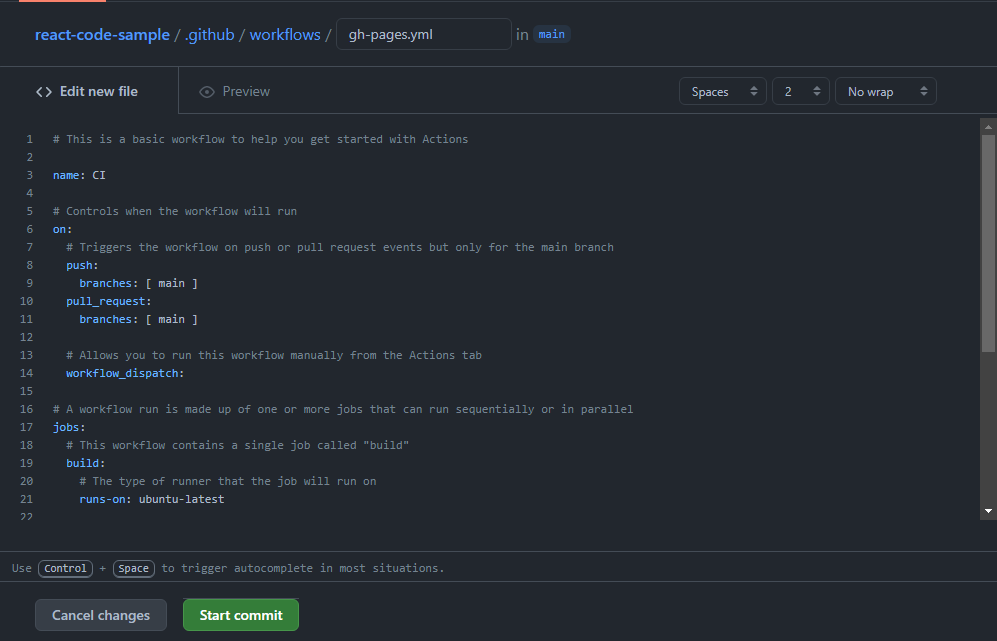 react-code-sample / .github / workflows / gh-pages.yml in main
Edit new file Preview Spaces 2 No wrap
1 # This is a basic workflow to help you get started with Actions
2
3 name: CI
4
5 # Controls when the workflow will run
6 on:
7 # Triggers the workflow on push or pull request events but only for the main branch
8 push:
9 branches: [ main ]
10 pull_request:
11 branches: [ main ]
12
13 # Allows you to run this workflow manually from the Actions tab
14 workflow_dispatch:
15
16 # A workflow run is made up of one or more jobs that can run sequentially or in parallel
17 jobs:
18 # This workflow contains a single job called "build"
19 build:
20 # The type of runner that the job will run on
21 runs-on: ubuntu-latest
22
Use Control + Space to trigger autocomplete in most situations.
Cancel changes Start commit